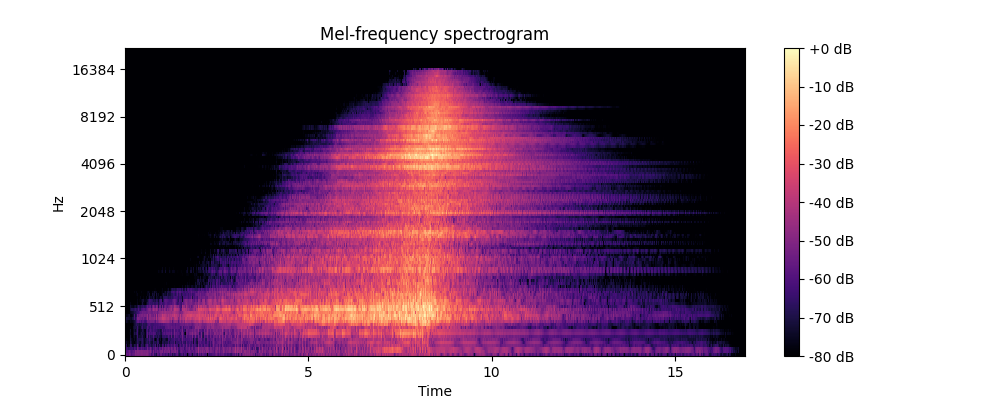 Mel-frequency spectrogram
Hz
16384
8192
4096
2048
1024
512
0
0 5 10 15
Time
+0 dB
-10 dB
-20 dB
-30 dB
-40 dB
-50 dB
-60 dB
-70 dB
-80 dB